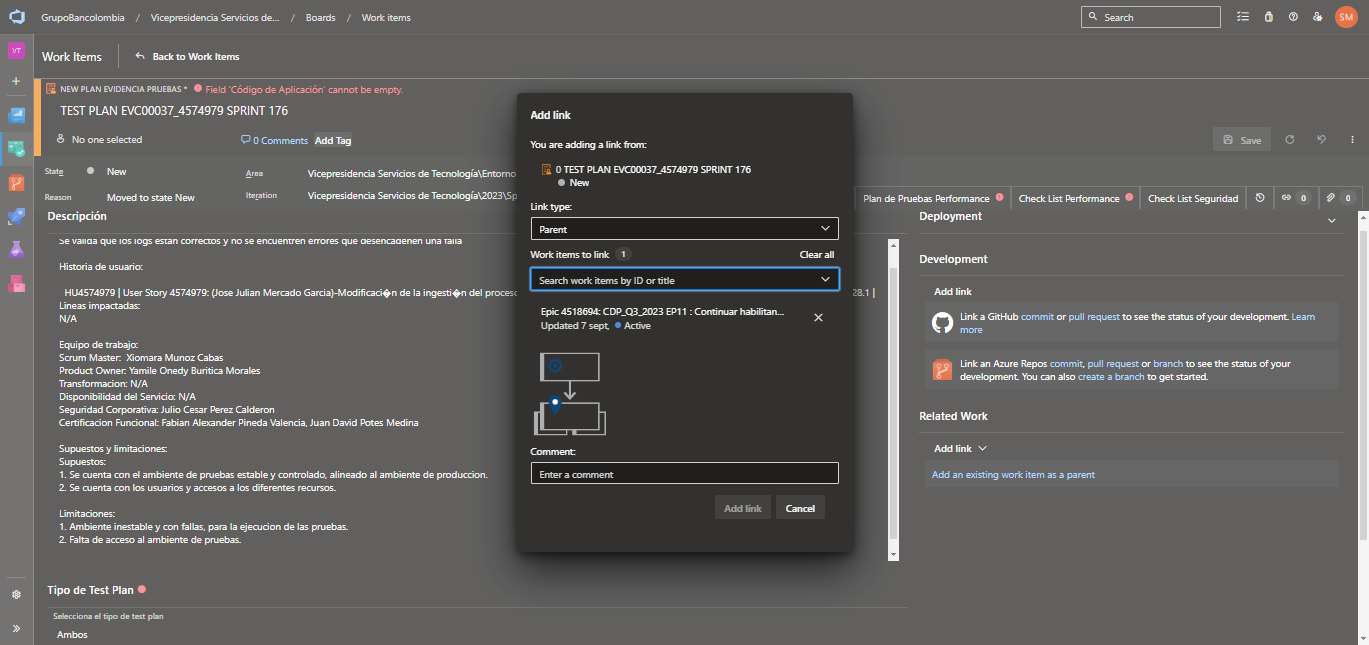 GrupoBancolombia / Vicepresidencia Servicios de... / Boards / Work items
Search
SM
VT
Work Items
Back to Work Items
NEW PLAN EVIDENCIA PRUEBAS *
Field 'Código de Aplicación' cannot be empty.
TEST PLAN EVC00037_4574979 SPRINT 176
No one selected
0 Comments
Add Tag
Save
State
New
Area
Vicepresidencia Servicios de Tecnología\Entorno
Reason
Moved to state New
Iteration
Vicepresidencia Servicios de Tecnología\2023\Sp
Plan de Pruebas Performance
Check List Performance
Check List Seguridad
0
0
Descripción
Se valida que los logs estan correctos y no se encuentren errores que desencadenen una falla
Historia de usuario:
HU4574979 | User Story 4574979: (Jose Julian Mercado Garcia)-Modificaci�n de la ingesti�n del proceso
28.1 |
Lineas impactadas:
N/A
Equipo de trabajo:
Scrum Master: Xiomara Munoz Cabas
Product Owner: Yamile Onedy Buritica Morales
Transformacion: N/A
Disponibilidad del Servicio: N/A
Seguridad Corporativa: Julio Cesar Perez Calderon
Certificacion Funcional: Fabian Alexander Pineda Valencia, Juan David Potes Medina
Supuestos y limitaciones:
Supuestos:
1. Se cuenta con el ambiente de pruebas estable y controlado, alineado al ambiente de produccion.
2. Se cuenta con los usuarios y accesos a los diferentes recursos.
Limitaciones:
1. Ambiente inestable y con fallas, para la ejecucion de las pruebas.
2. Falta de acceso al ambiente de pruebas.
Tipo de Test Plan
Selecciona el tipo de test plan
Ambos
Add link
You are adding a link from:
0 TEST PLAN EVC00037_4574979 SPRINT 176
New
Link type:
Parent
Work items to link 1
Clear all
Search work items by ID or title
Epic 4518694: CDP_Q3_2023 EP11 : Continuar habilitan...
Updated 7 sept, Active
Comment:
Enter a comment
Add link
Cancel
Deployment
Development
Add link
Link a GitHub commit or pull request to see the status of your development. Learn
more
Link an Azure Repos commit, pull request or branch to see the status of your
development. You can also create a branch to get started.
Related Work
Add link
Add an existing work item as a parent